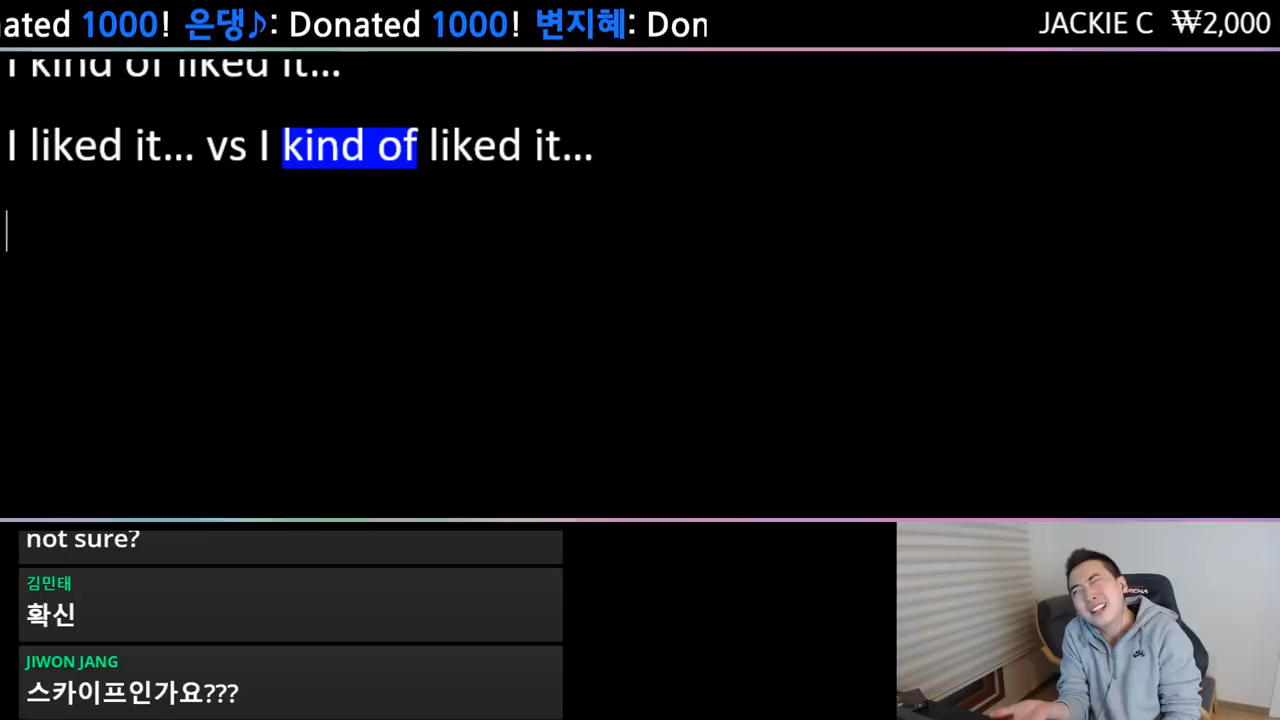 ated 1000! 은댕♪: Donated 1000! 변지혜: Don
JACKIE C ₩2,000
I kind of liked it...
I liked it... vs I kind of liked it...
not sure?
김민태
확신
JIWON JANG
스카이프인가요???
ARENA